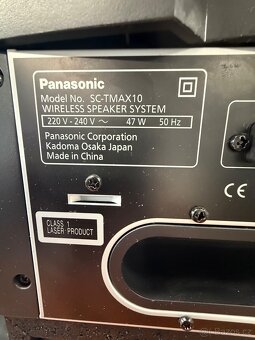 Panasonic
Model No. SC-TMAX10
WIRELESS SPEAKER SYSTEM
220 V - 240 V ~ 47 W 50 Hz
Panasonic Corporation
Kadoma Osaka Japan
Made in China
CE
CLASS 1
LASER PRODUCT